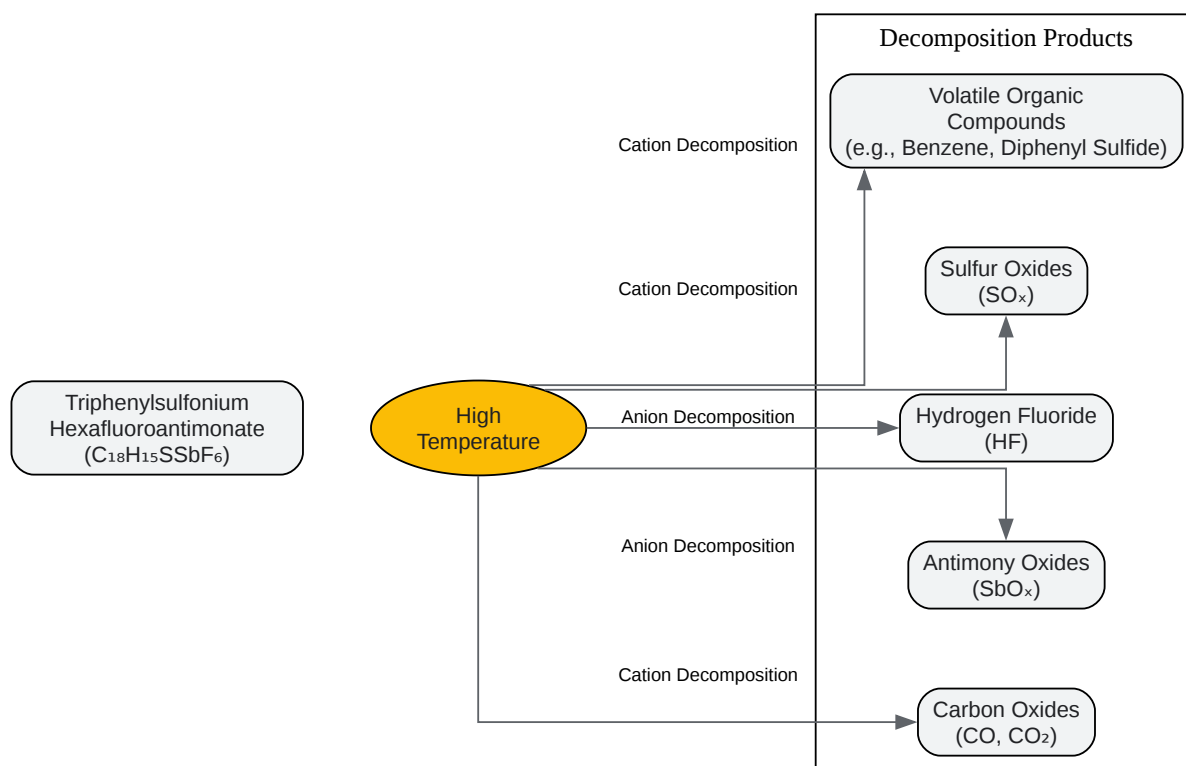 Decomposition Products
Volatile Organic
Compounds
(e.g., Benzene, Diphenyl Sulfide)
Cation Decomposition
Sulfur Oxides
(SOₓ)
Cation Decomposition
Triphenylsulfonium
Hexafluoroantimonate
(C₁₈H₁₅SSbF₆)
High
Temperature
Anion Decomposition
Hydrogen Fluoride
(HF)
Anion Decomposition
Antimony Oxides
(SbOₓ)
Cation Decomposition
Carbon Oxides
(CO, CO₂)